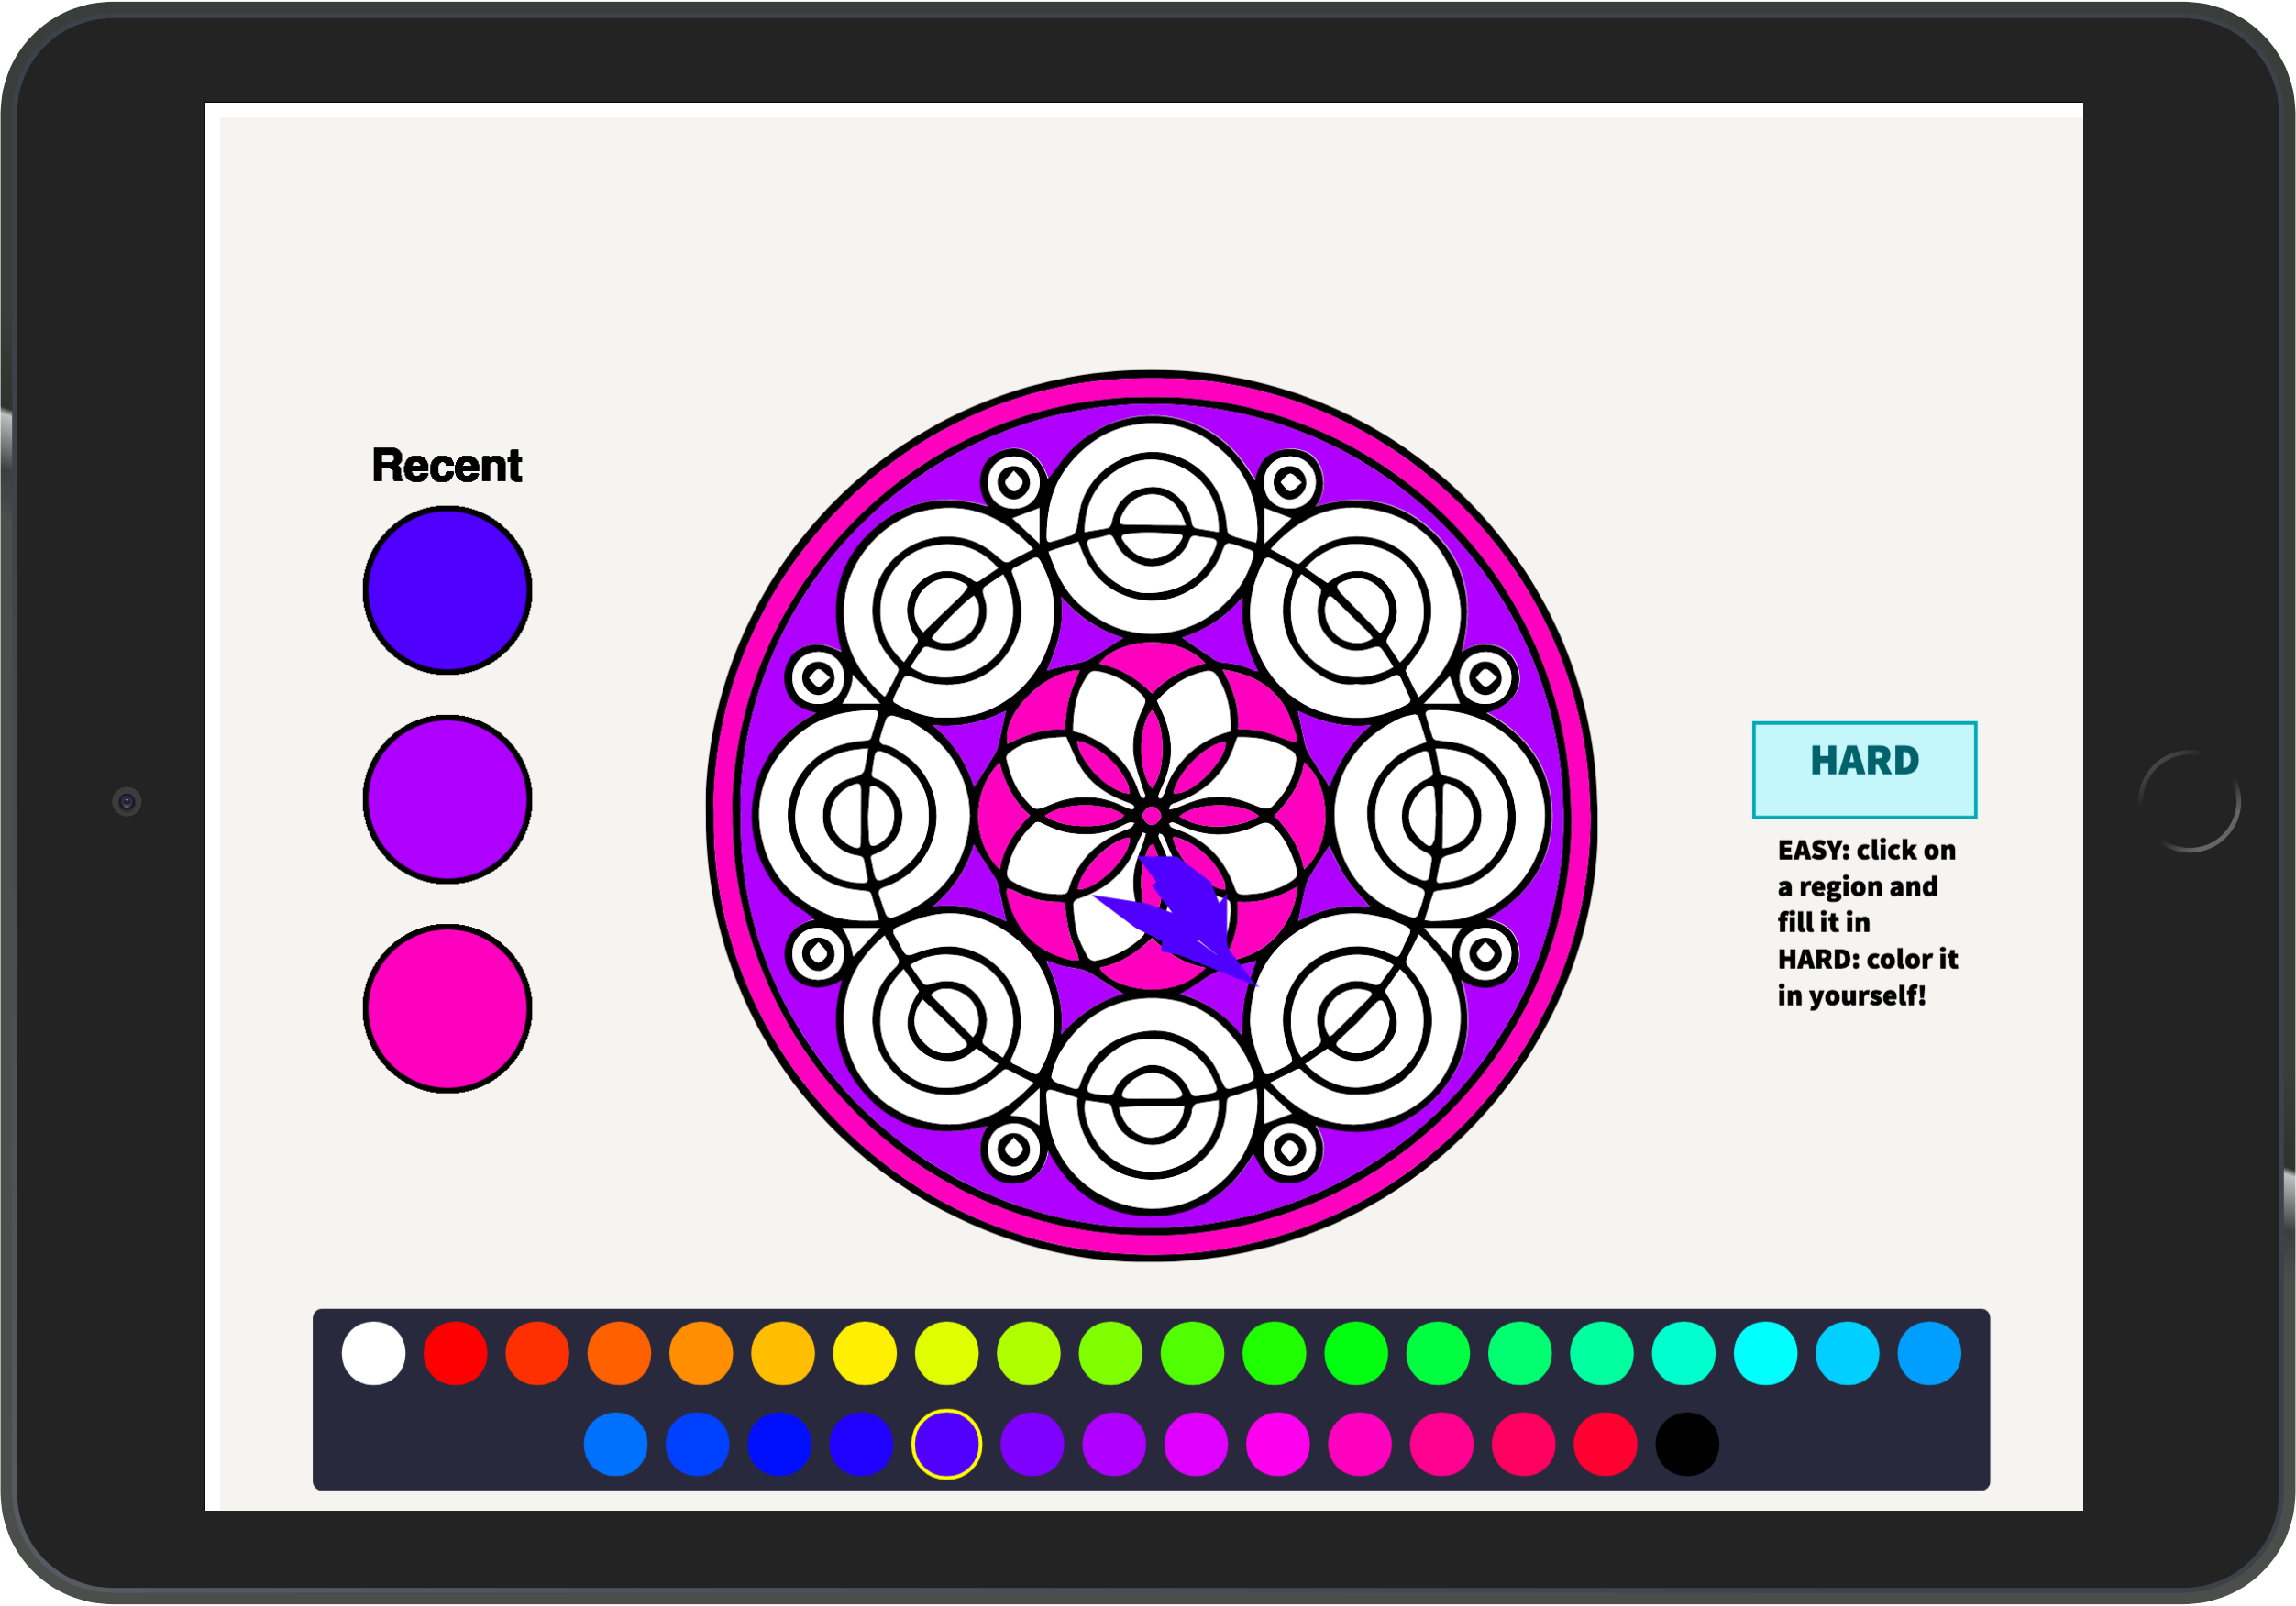 Recent
HARD
EASY: click on
a region and
fill it in
HARD: color it
in yourself!